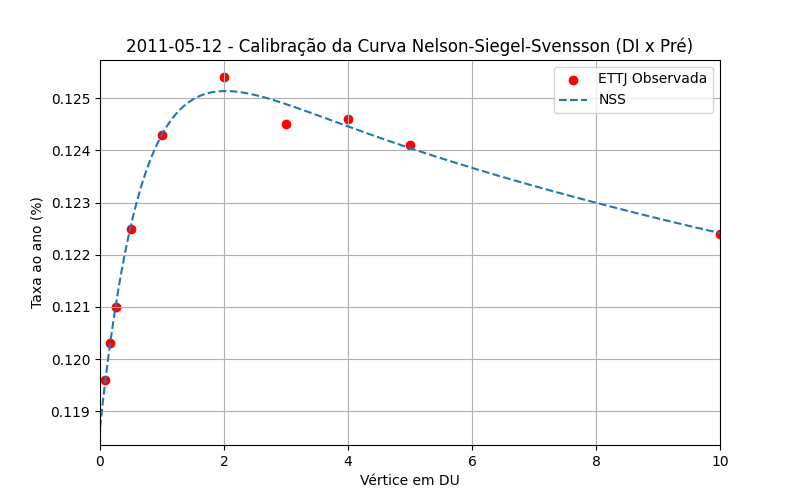 2011-05-12 - Calibração da Curva Nelson-Siegel-Svensson (DI x Pré)
ETTJ Observada
NSS
Taxa ao ano (%)
0.125
0.124
0.123
0.122
0.121
0.120
0.119
0 2 4 6 8 10
Vértice em DU